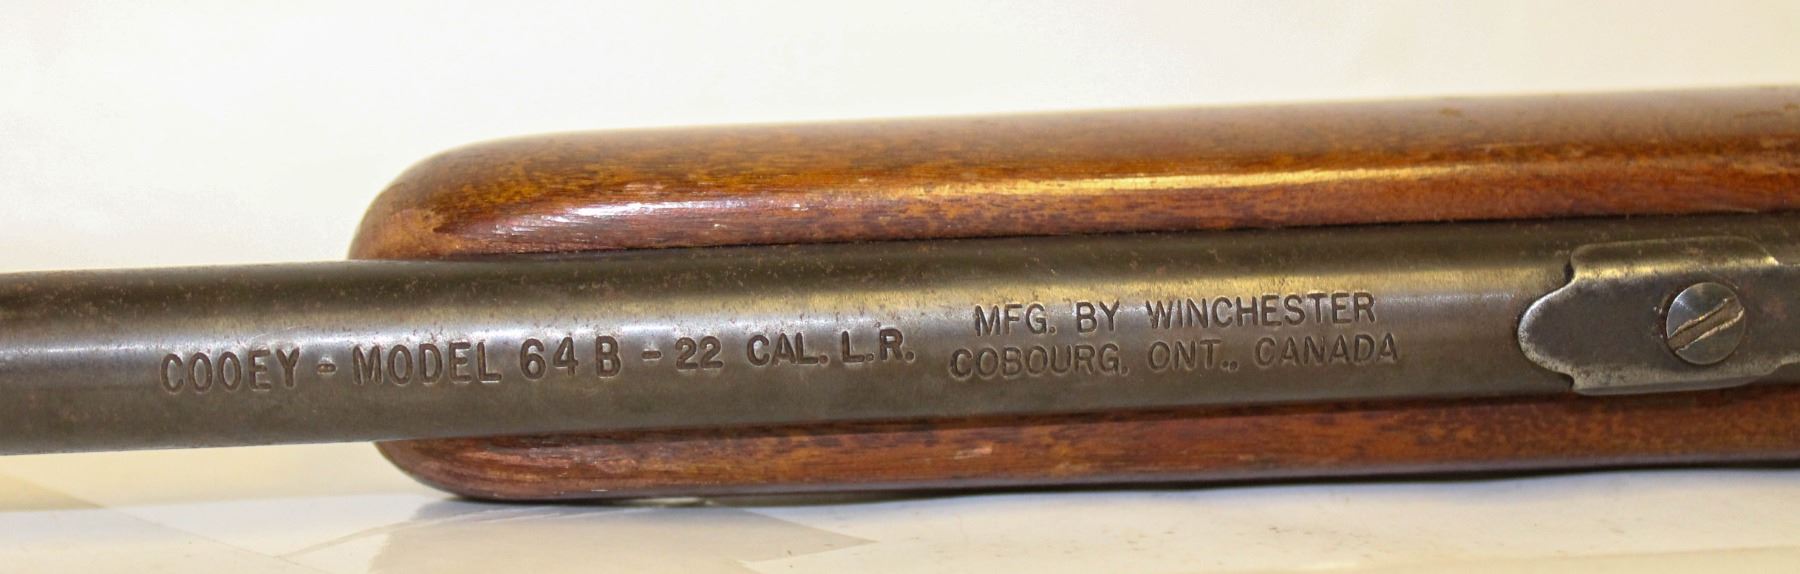 COOEY - MODEL 64 B - 22 CAL. L.R.
MFG. BY WINCHESTER
COBOURG, ONT., CANADA